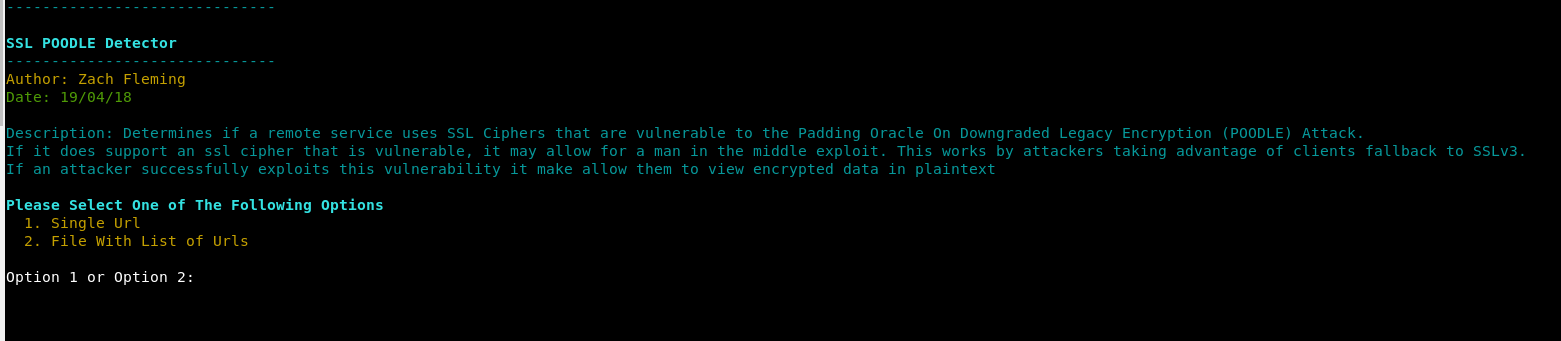 ------------------------------
SSL POODLE Detector
------------------------------
Author: Zach Fleming
Date: 19/04/18
Description: Determines if a remote service uses SSL Ciphers that are vulnerable to the Padding Oracle On Downgraded Legacy Encryption (POODLE) Attack.
If it does support an ssl cipher that is vulnerable, it may allow for a man in the middle exploit. This works by attackers taking advantage of clients fallback to SSLv3.
If an attacker successfully exploits this vulnerability it make allow them to view encrypted data in plaintext
Please Select One of The Following Options
1. Single Url
2. File With List of Urls
Option 1 or Option 2: